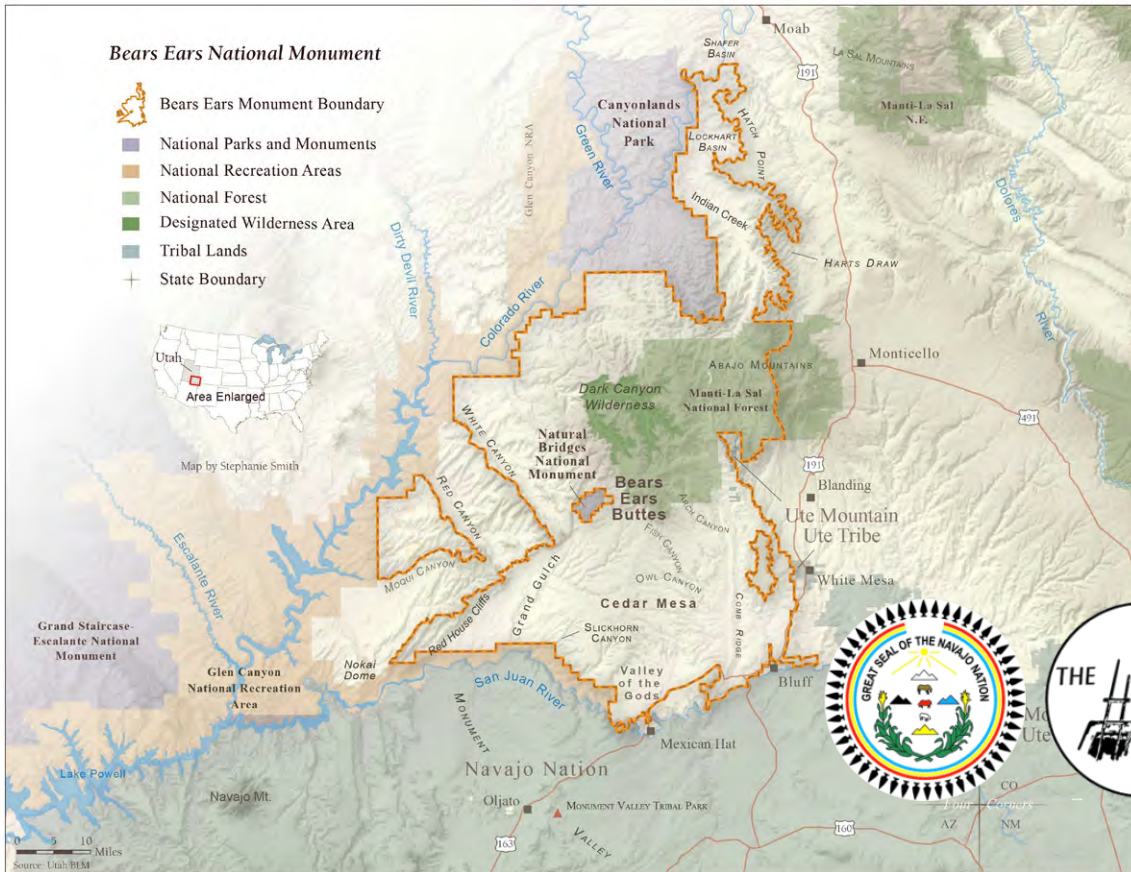 Bears Ears National Monument
Bears Ears Monument Boundary
National Parks and Monuments
National Recreation Areas
National Forest
Designated Wilderness Area
Tribal Lands
State Boundary
Utah
Area Enlarged
Map by Stephanie Smith
Moab
SHAFER
BASIN
191
LA SAL MOUNTAINS
Manti-La Sal
N.F.
Canyonlands
National
Park
Green River
Glen Canyon NRA
LOCKHART
BASIN
HATCH
POINT
Indian Creek
HARTS DRAW
Dolores
River
Dirty Devil River
Colorado River
ABAJO MOUNTAINS
Monticello
Dark Canyon
Wilderness
Manti-La Sal
National Forest
491
WHITE CANYON
Natural
Bridges
National
Monument
191
Bears
Ears
Buttes
Blanding
RED CANYON
ARCH CANYON
Ute Mountain
Ute Tribe
FISH CANYON
OWL CANYON
White Mesa
Escalante River
MOQUI CANYON
GRAND GULCH
Cedar Mesa
COMB RIDGE
Red House Cliffs
SLICKHORN
CANYON
Grand Staircase-
Escalante National
Monument
Nokai
Dome
Glen Canyon
National Recreation
Area
San Juan River
Valley
of the
Gods
Bluff
GREAT SEAL OF THE NAVAJO NATION
THE
Mo
Ute
MONUMENT
VALLEY
Mexican Hat
Navajo Nation
Lake Powell
Navajo Mt.
Oljato
MONUMENT VALLEY TRIBAL PARK
163
160
CO
Four Corners
AZ
NM
0 5 10
Miles
Source: Utah BLM